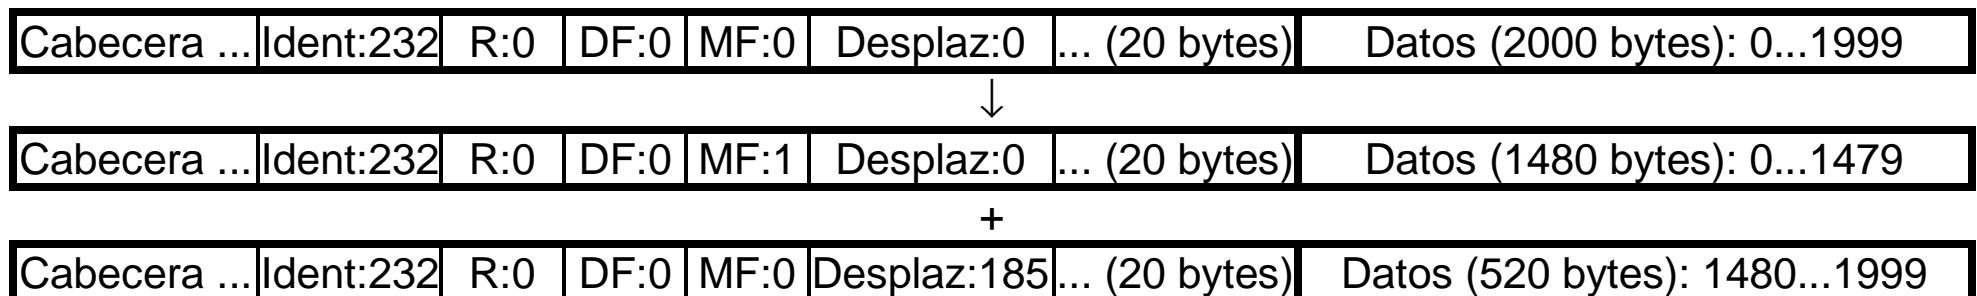 Cabecera ... Ident:232 R:0 DF:0 MF:0 Desplaz:0 ... (20 bytes) Datos (2000 bytes): 0...1999
↓
Cabecera ... Ident:232 R:0 DF:0 MF:1 Desplaz:0 ... (20 bytes) Datos (1480 bytes): 0...1479
+
Cabecera ... Ident:232 R:0 DF:0 MF:0 Desplaz:185 ... (20 bytes) Datos (520 bytes): 1480...1999